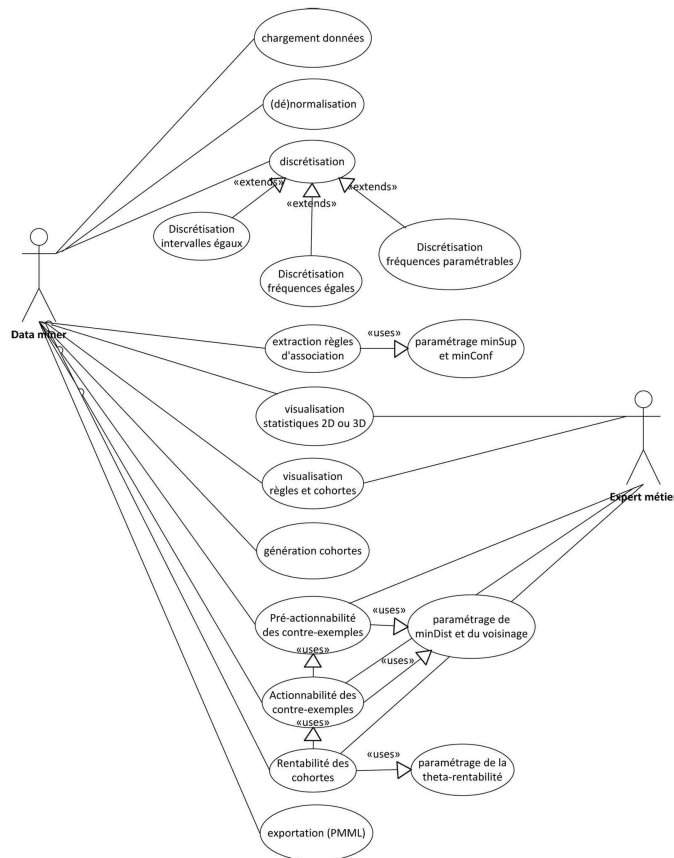 chargement données
(dé)normalisation
discrétisation
«extends»
«extends»
«extends»
Discrétisation
intervalles égaux
Discrétisation
fréquences égales
Discrétisation
fréquences paramétrables
Data miner
extraction règles
d'association
«uses»
paramétrage minSup
et minConf
visualisation
statistiques 2D ou 3D
visualisation
règles et cohortes
Expert métier
génération cohortes
Pré-actionnabilité
des contre-exemples
«uses»
paramétrage de
minDist et du voisinage
«uses»
«uses»
Actionnabilité des
contre-exemples
«uses»
Rentabilité des
cohortes
«uses»
paramétrage de la
theta-rentabilité
exportation (PMML)